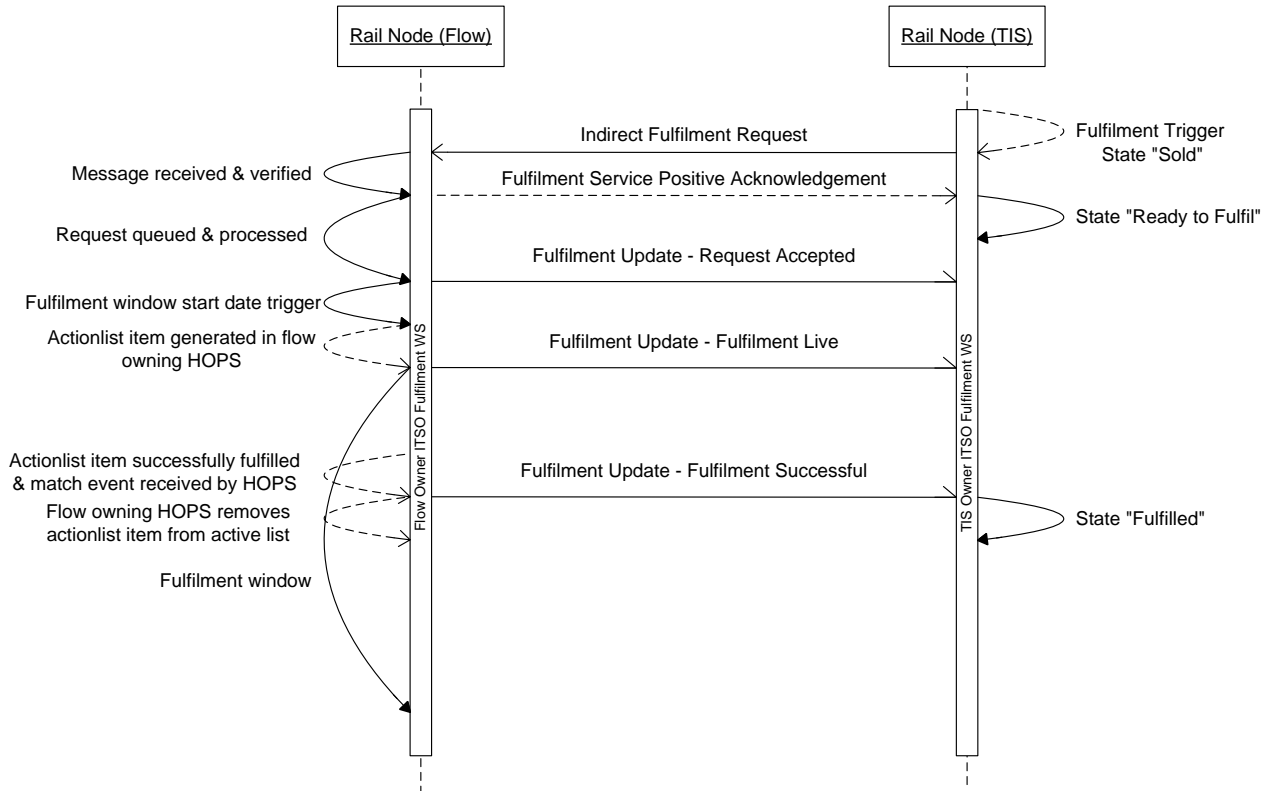 Rail Node (Flow)
Rail Node (TIS)
Indirect Fulfilment Request
Fulfilment Trigger
State "Sold"
Message received & verified
Fulfilment Service Positive Acknowledgement
State "Ready to Fulfil"
Request queued & processed
Fulfilment Update - Request Accepted
Fulfilment window start date trigger
Actionlist item generated in flow
owning HOPS
Fulfilment Update - Fulfilment Live
Flow Owner ITSO Fulfilment WS
TIS Owner ITSO Fulfilment WS
Actionlist item successfully fulfilled
& match event received by HOPS
Fulfilment Update - Fulfilment Successful
Flow owning HOPS removes
actionlist item from active list
State "Fulfilled"
Fulfilment window